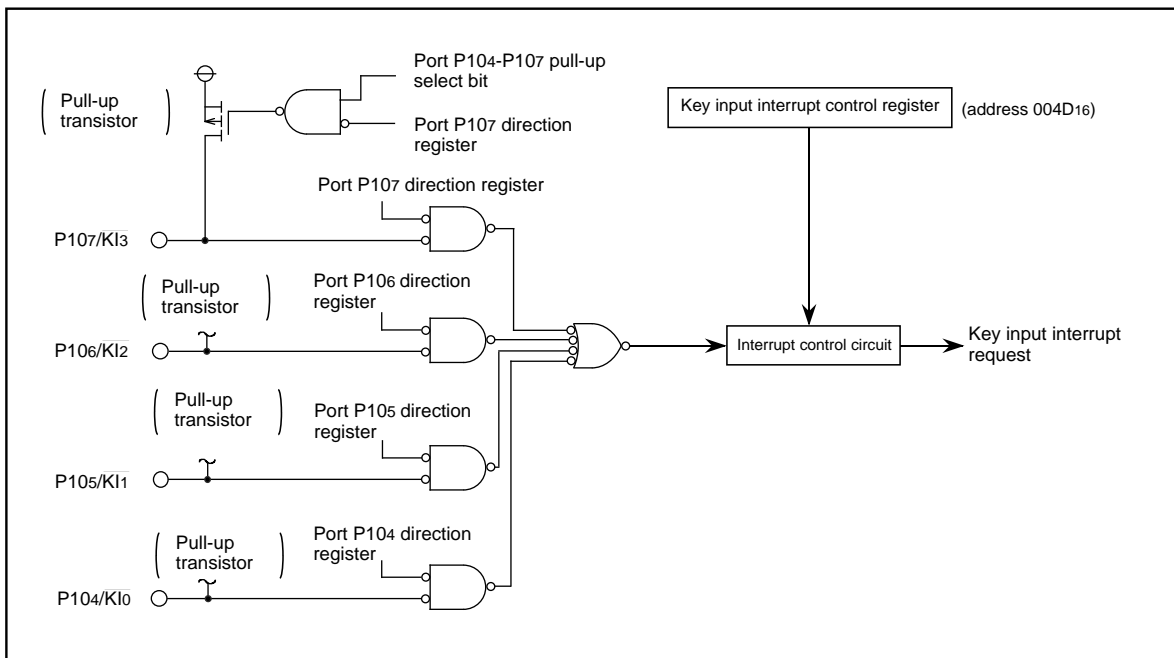 Port P104-P107 pull-up
select bit
Pull-up
transistor
Key input interrupt control register
(address 004D16)
Port P107 direction
register
Port P107 direction register
P107/KI3
Pull-up
transistor
Port P106 direction
register
P106/KI2
Interrupt control circuit
Key input interrupt
request
Pull-up
transistor
Port P105 direction
register
P105/KI1
Port P104 direction
register
Pull-up
transistor
P104/KI0